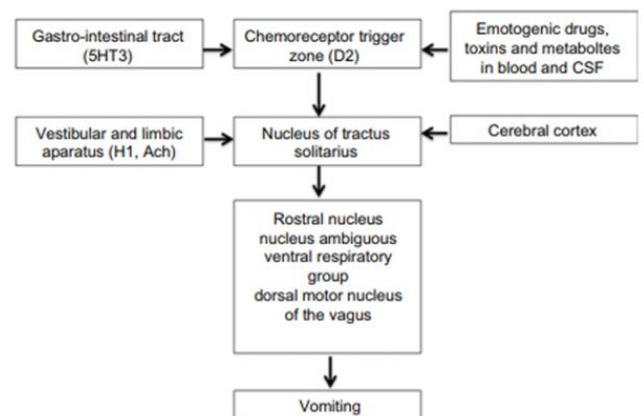 Gastro-intestinal tract
(5HT3)
Chemoreceptor trigger
zone (D2)
Emotogenic drugs,
toxins and metaboltes
in blood and CSF
Vestibular and limbic
apparatus (H1, Ach)
Nucleus of tractus
solitarius
Cerebral cortex
Rostral nucleus
nucleus ambiguous
ventral respiratory
group
dorsal motor nucleus
of the vagus
Vomiting